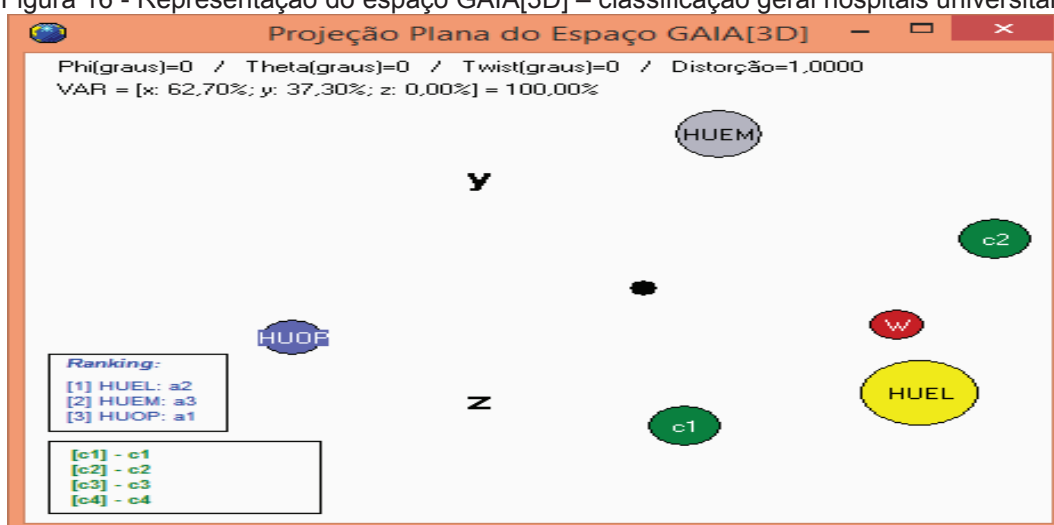 Figura 16 - Representação do espaço GAIA[3D] – classificação geral hospitais
Projeção Plana do Espaço GAIA[3D]
Phi(graus)=0 / Theta(graus)=0 / Twist(graus)=0 / Distorção=1,0000
VAR = [x: 62,70%; y: 37,30%; z: 0,00%] = 100,00%
HUEM
y
c2
W
HUOP
HUEL
z
c1
Ranking:
[1] HUEL: a2
[2] HUEM: a3
[3] HUOP: a1
[c1] - c1
[c2] - c2
[c3] - c3
[c4] - c4